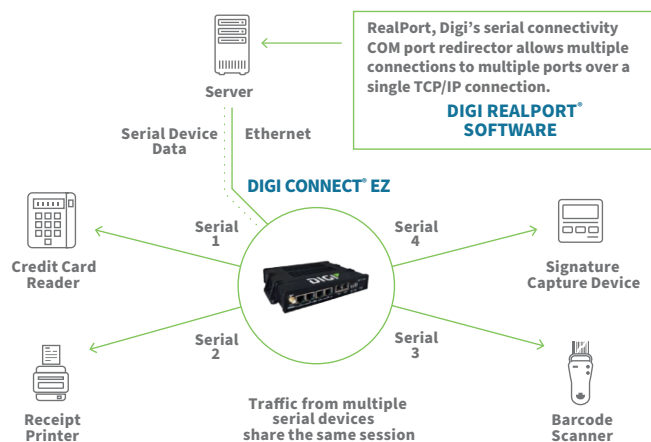 RealPort, Digi's serial connectivity
COM port redirector allows multiple
connections to multiple ports over a
single TCP/IP connection.
DIGI REALPORT®
SOFTWARE
Server
Serial Device
Data
Ethernet
DIGI CONNECT® EZ
Serial
1
Serial
4
Credit Card
Reader
DIGI
Signature
Capture Device
Serial
2
Serial
3
Receipt
Printer
Traffic from multiple
serial devices
share the same session
Barcode
Scanner